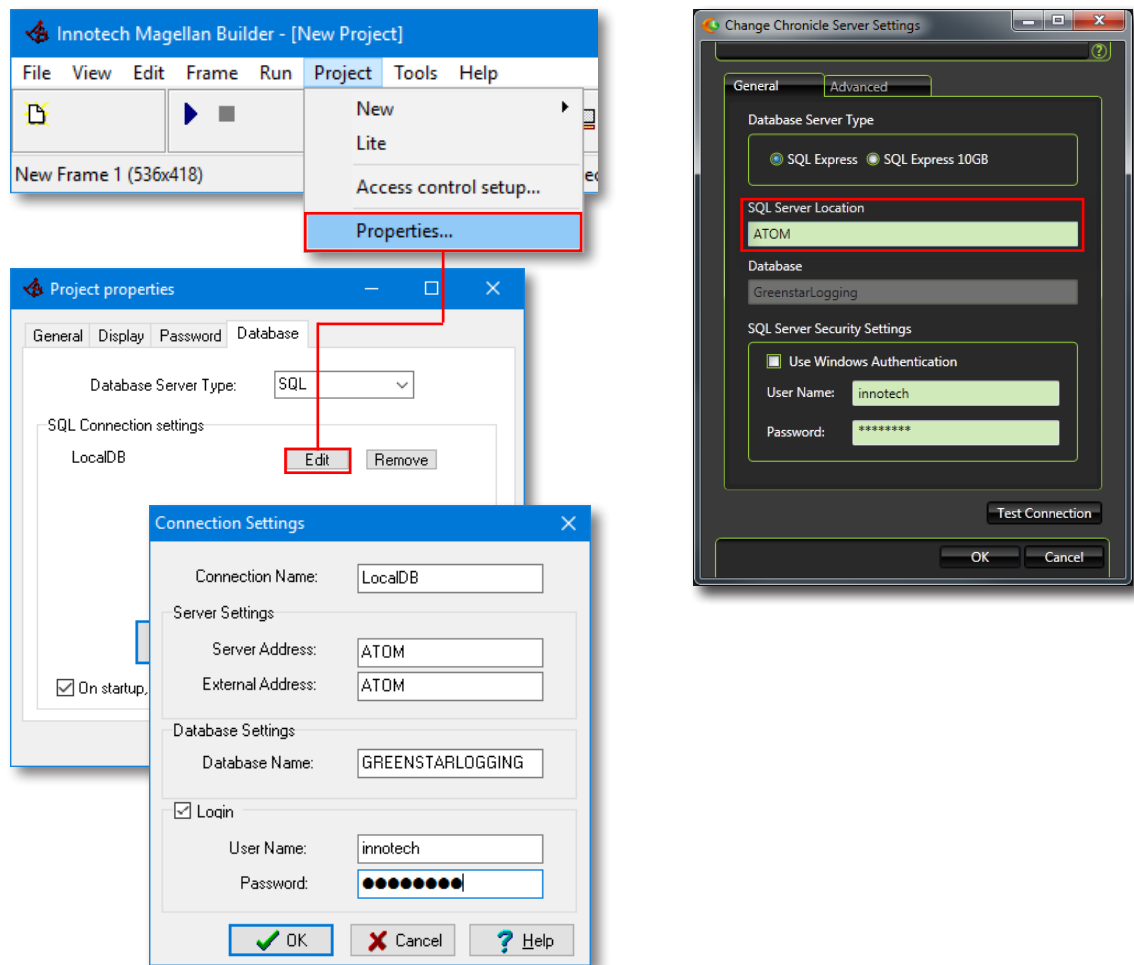 Innotech Magellan Builder - [New Project]
File View Edit Frame Run Project Tools Help
New
Lite
Access control setup...
Properties...
New Frame 1 (536x418)
Project properties
General Display Password Database
Database Server Type: SQL
SQL Connection settings
LocalDB Edit Remove
On startup,
Connection Settings
Connection Name: LocalDB
Server Settings
Server Address: ATOM
External Address: ATOM
Database Settings
Database Name: GREENSTARLOGGING
Login
User Name: innotech
Password: ●●●●●●●●
OK Cancel Help
Change Chronicle Server Settings
General Advanced
Database Server Type
SQL Express SQL Express 10GB
SQL Server Location
ATOM
Database
GreenstarLogging
SQL Server Security Settings
Use Windows Authentication
User Name: innotech
Password: ********
Test Connection
OK Cancel